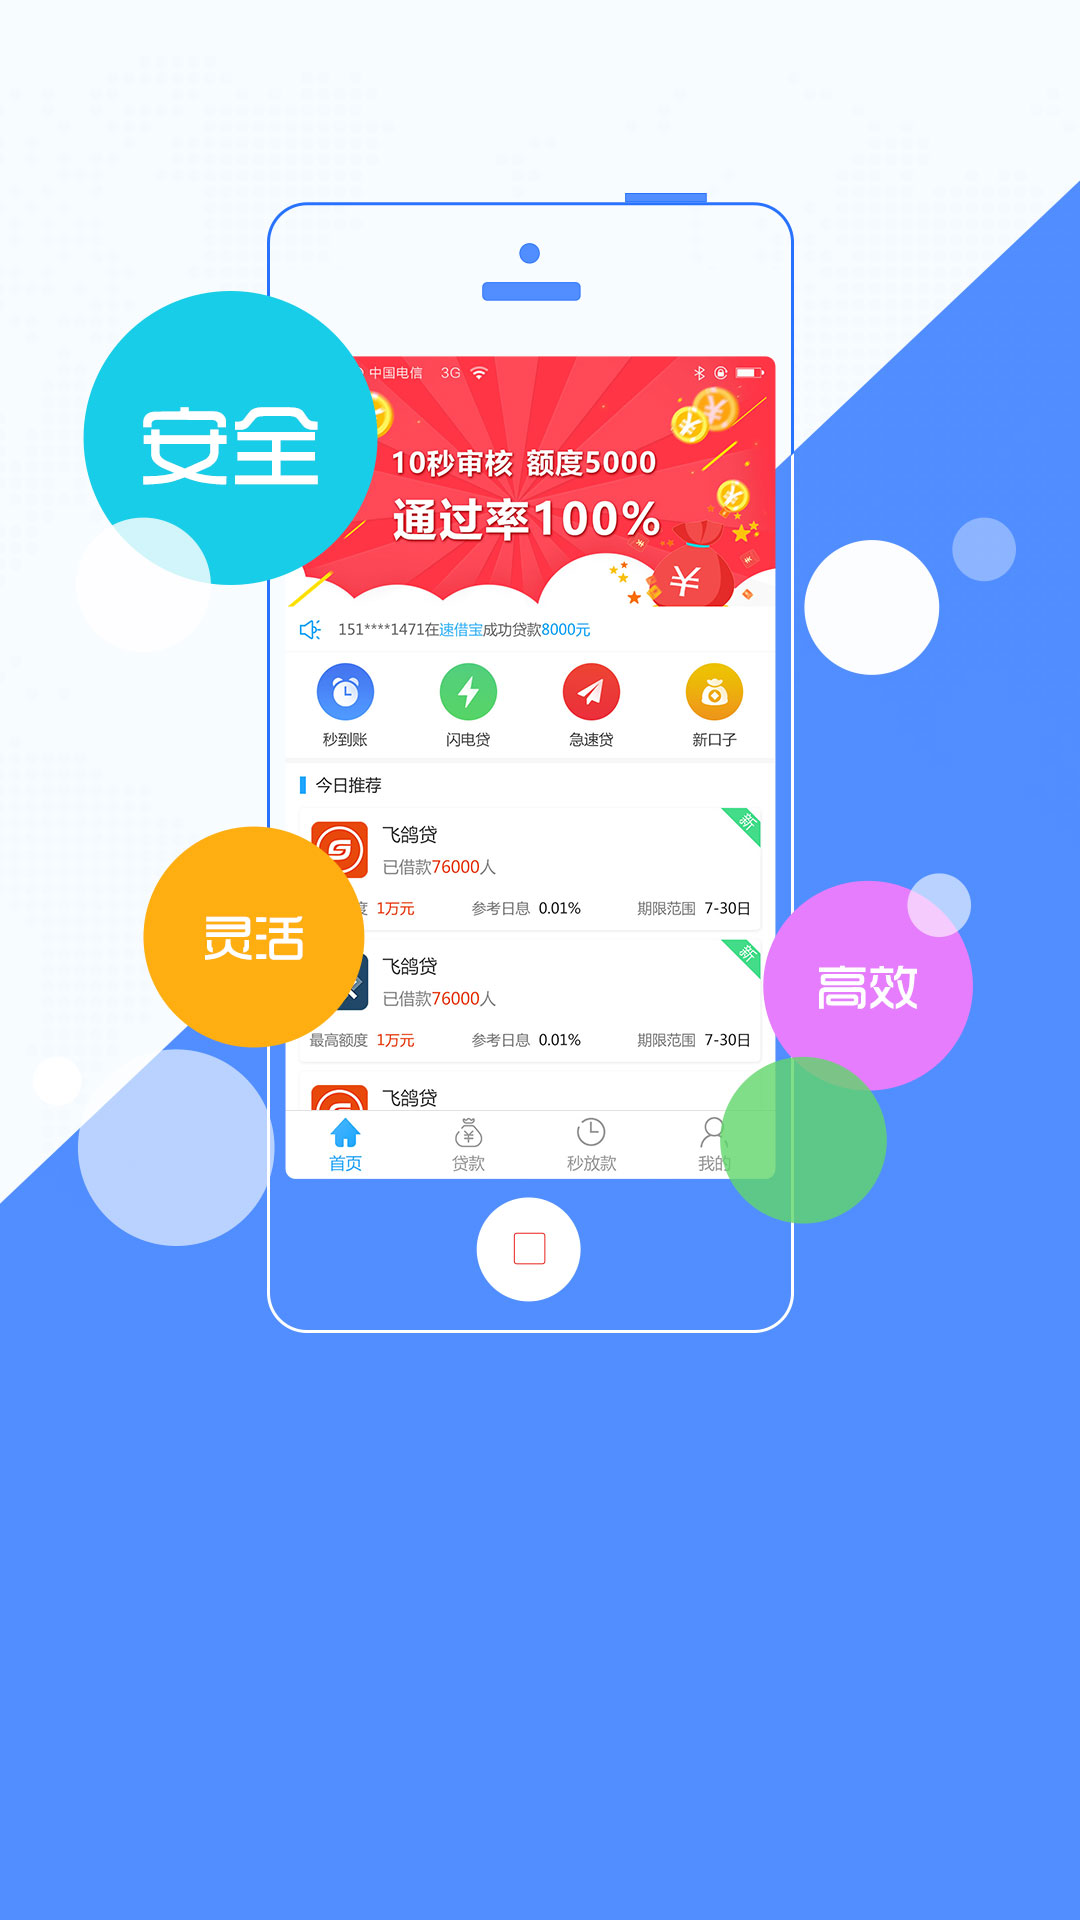 中国电信 3G
安全
10秒审核 额度5000
通过率100%
151****1471在速借宝成功贷款8000元
秒到账 闪电贷 急速贷 新口子
今日推荐
飞鸽贷
新
已借款76000人
度 1万元 参考日息 0.01% 期限范围 7-30日
灵活
飞鸽贷
新
已借款76000人
最高额度 1万元 参考日息 0.01% 期限范围 7-30日
高效
飞鸽贷
首页 贷款 秒放款 我的